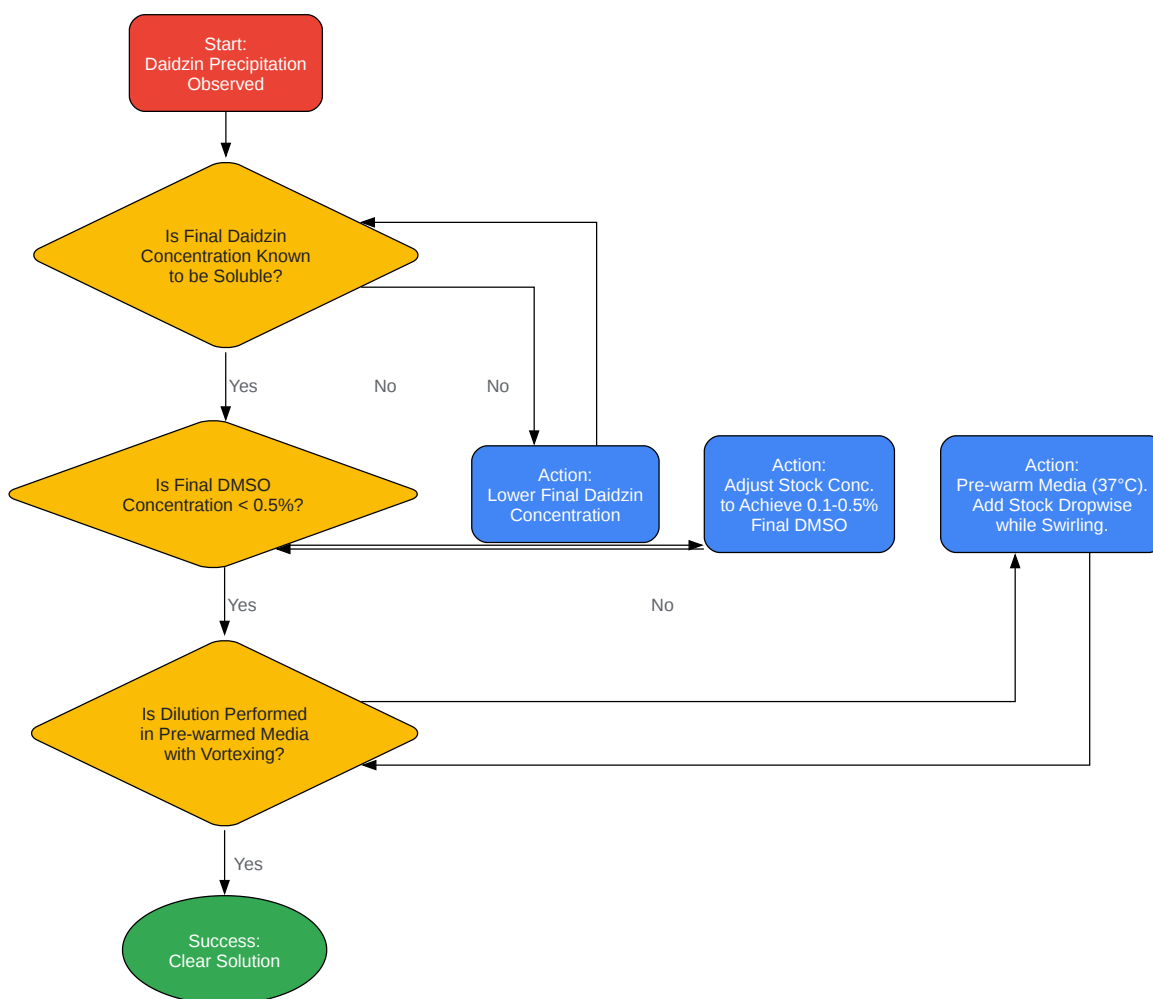 Start:
Daidzin Precipitation
Observed
Is Final Daidzin
Concentration Known
to be Soluble?
Yes
No
No
Is Final DMSO
Concentration < 0.5%?
Action:
Lower Final Daidzin
Concentration
Action:
Adjust Stock Conc.
to Achieve 0.1-0.5%
Final DMSO
Action:
Pre-warm Media (37°C).
Add Stock Dropwise
while Swirling.
Yes
No
Is Dilution Performed
in Pre-warmed Media
with Vortexing?
Yes
Success:
Clear Solution